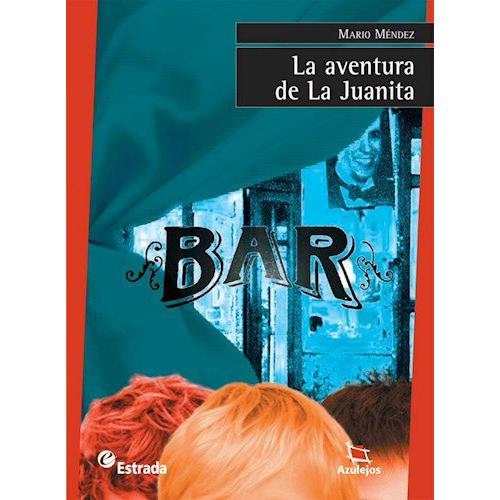 Mario Méndez
La aventura
de La Juanita
BAR
Estrada
Azulejos